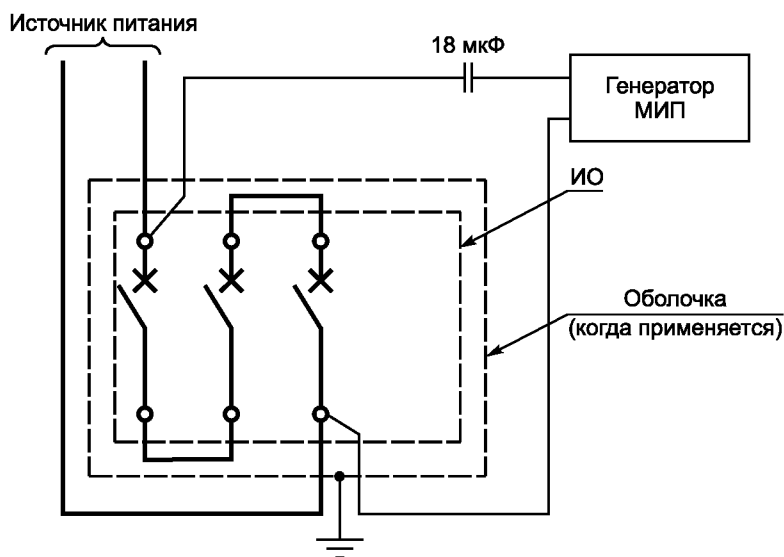 Источник питания
18 мкФ
Генератор
МИП
ИО
Оболочка
(когда применяется)